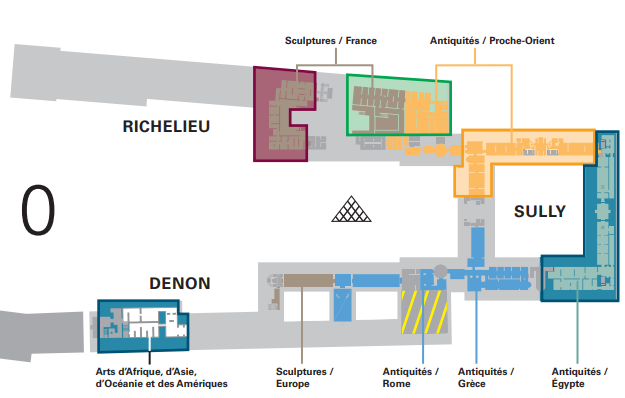 Sculptures / France
Antiquités / Proche-Orient
RICHELIEU
0
SULLY
DENON
Arts d'Afrique, d'Asie,
d'Océanie et des Amériques
Sculptures /
Europe
Antiquités /
Rome
Antiquités /
Grèce
Antiquités /
Égypte